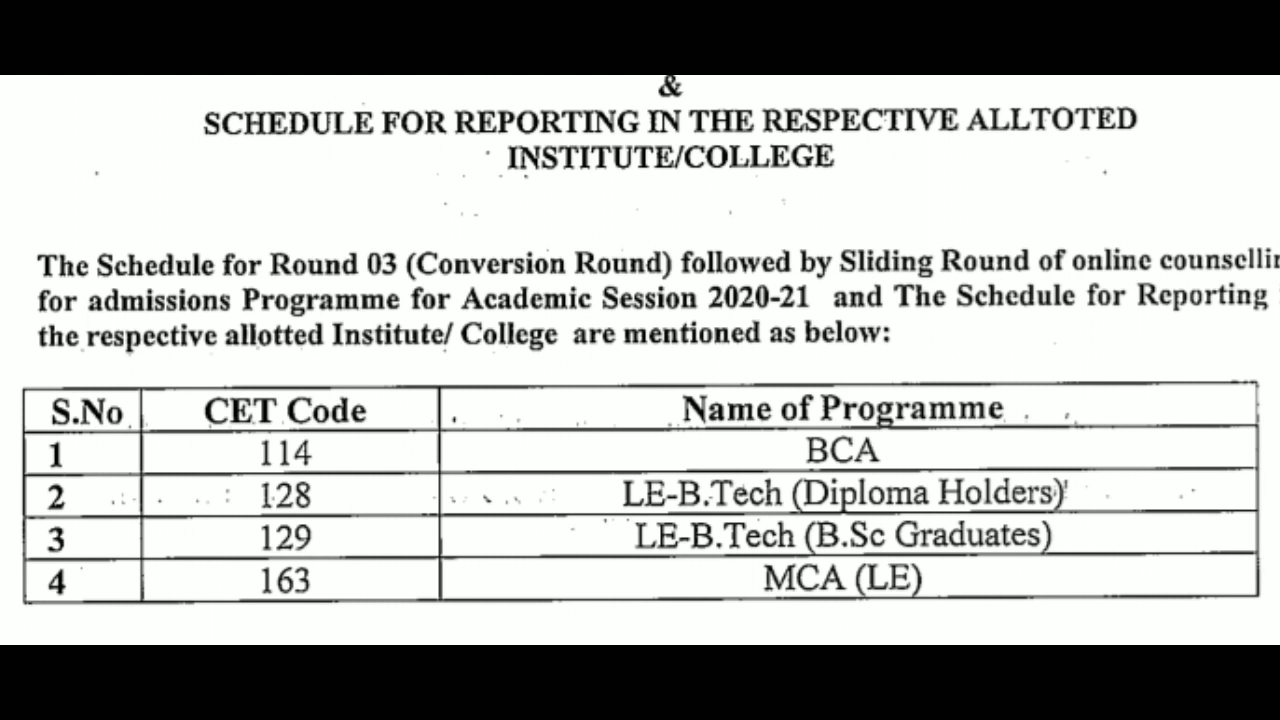 &
SCHEDULE FOR REPORTING IN THE RESPECTIVE ALLTOTED
INSTITUTE/COLLEGE
The Schedule for Round 03 (Conversion Round) followed by Sliding Round of online counsellin
for admissions Programme for Academic Session 2020-21 and The Schedule for Reporting
the respective allotted Institute/ College are mentioned as below:
S.No CET Code Name of Programme
1 114 BCA
2 128 LE-B.Tech (Diploma Holders)
3 129 LE-B.Tech (B.Sc Graduates)
4 163 MCA (LE)